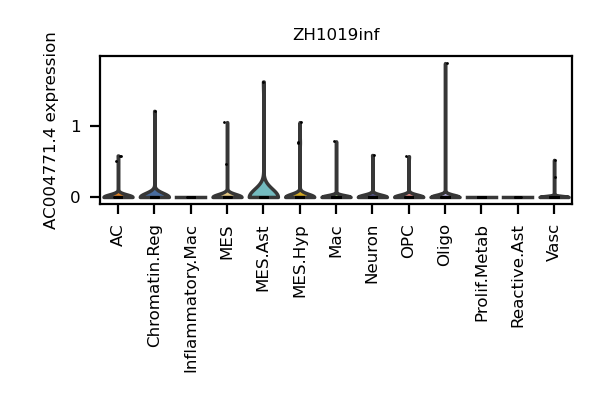 ZH1019inf
AC004771.4 expression
1
0
AC
Chromatin.Reg
Inflammatory.Mac
MES
MES.Ast
MES.Hyp
Mac
Neuron
OPC
Oligo
Prolif.Metab
Reactive.Ast
Vasc